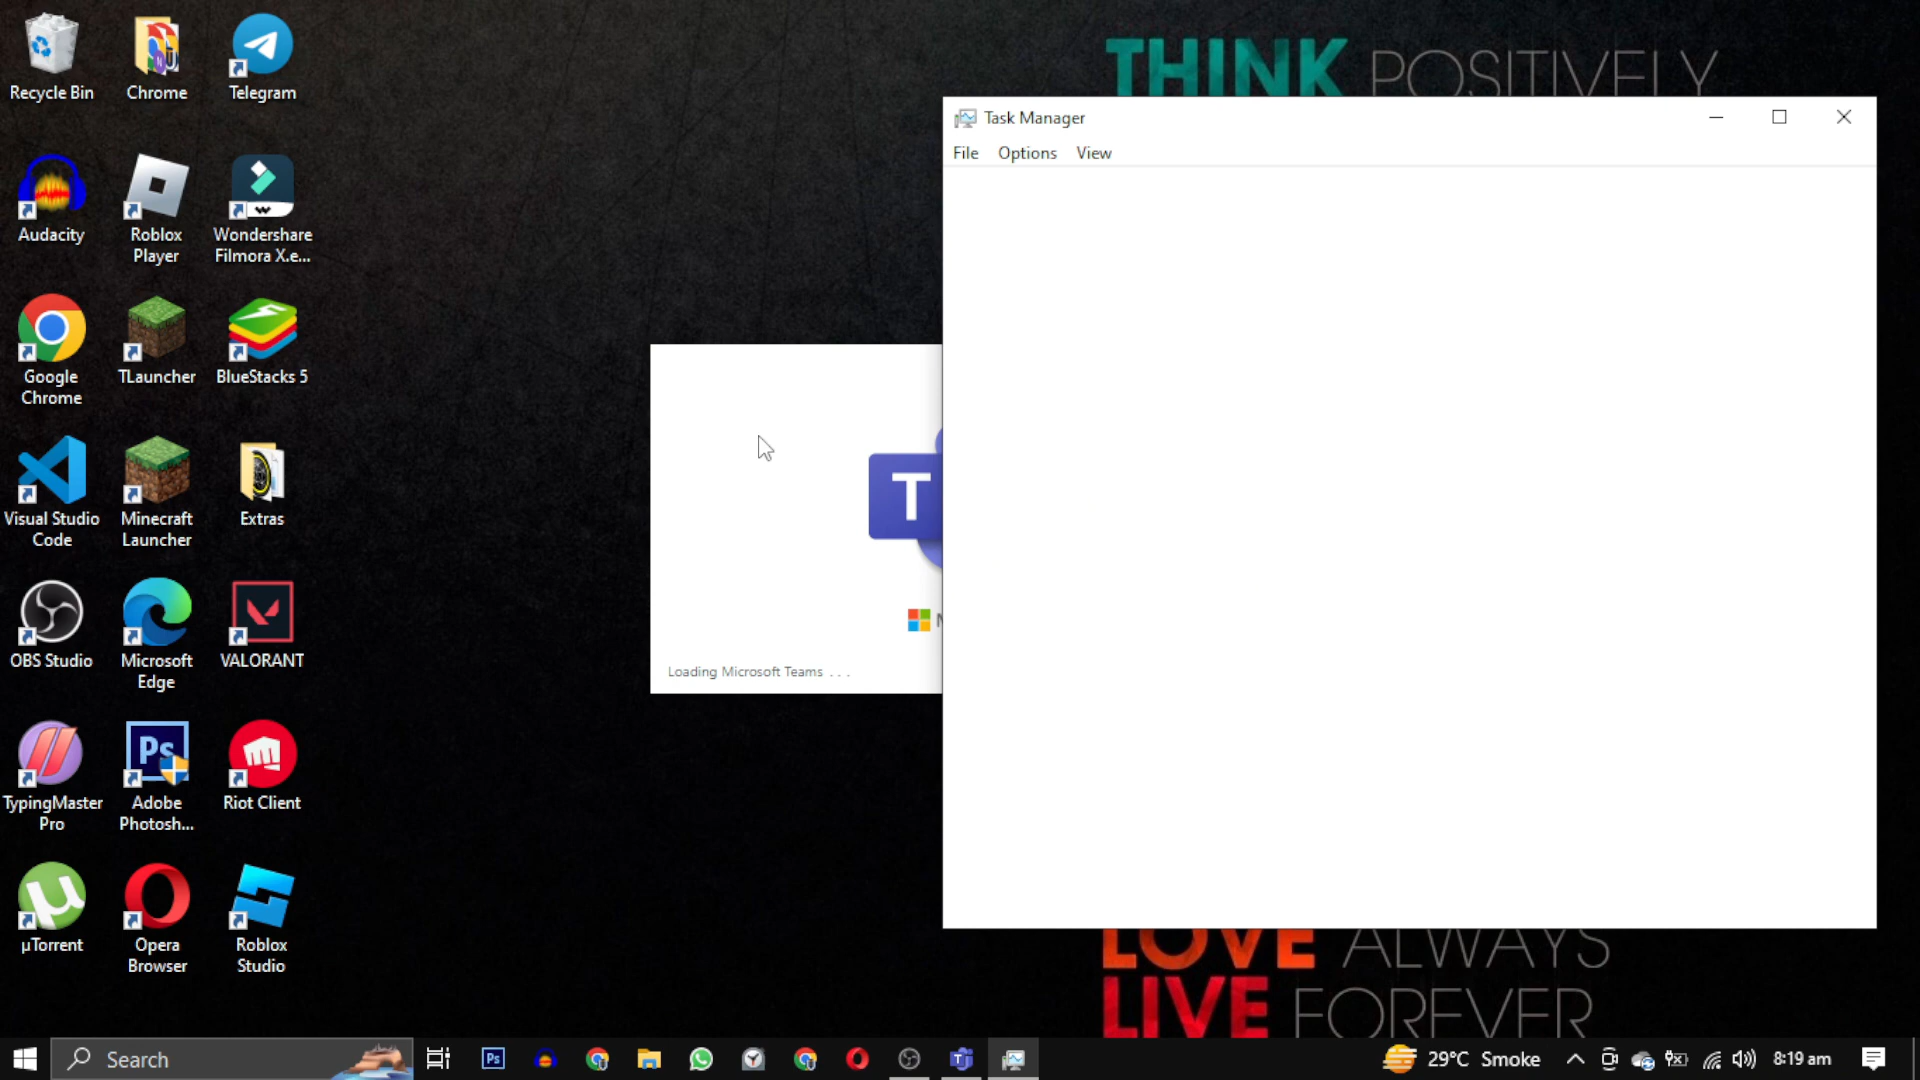 Recycle Bin
Chrome
Telegram
Audacity
Roblox
Player
Wondershare
Filmora X.e...
Google
Chrome
TLauncher
BlueStacks 5
Visual Studio
Code
Minecraft
Launcher
Extras
OBS Studio
Microsoft
Edge
VALORANT
TypingMaster
Pro
Ps
Adobe
Photosh...
Riot Client
µTorrent
Opera
Browser
Roblox
Studio
THINK POSITIVELY
Task Manager
File Options View
T
Loading Microsoft Teams . . .
LOVE ALWAYS
LIVE FOREVER
Search
Ps
29°C Smoke
8:19 am